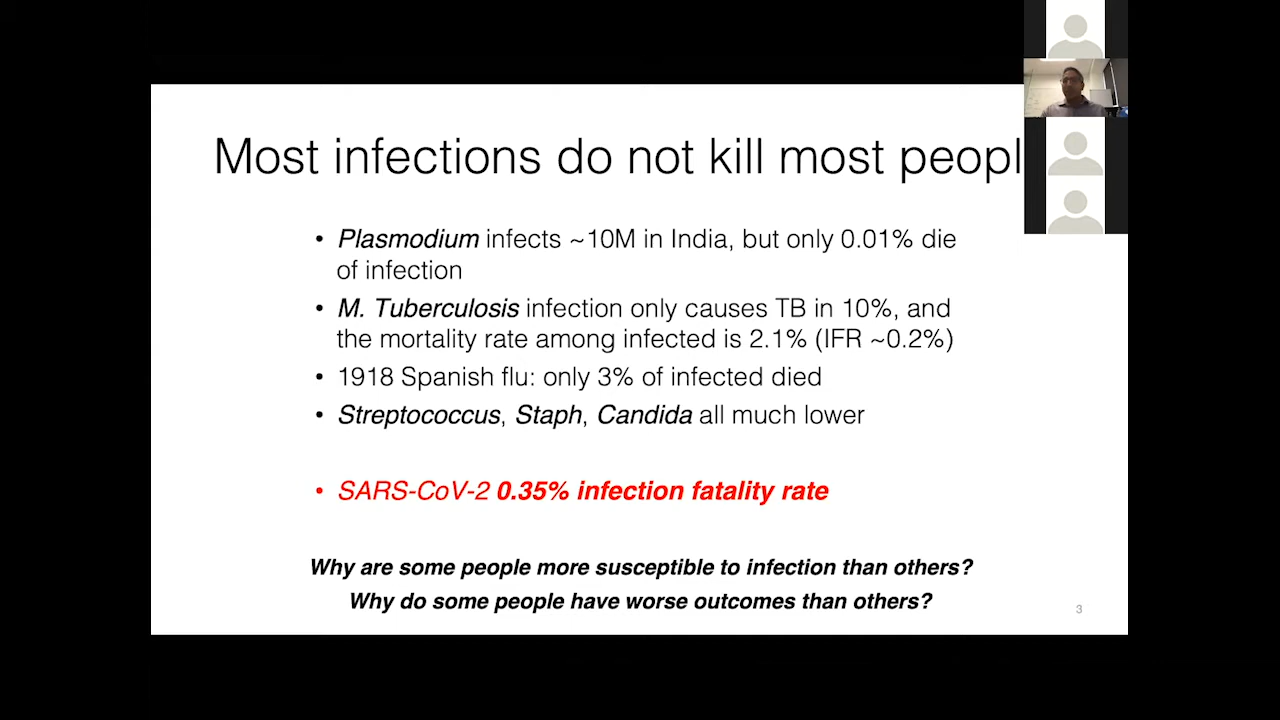 Most infections do not kill most peopl
• Plasmodium infects ~10M in India, but only 0.01% die
of infection
• M. Tuberculosis infection only causes TB in 10%, and
the mortality rate among infected is 2.1% (IFR ~0.2%)
• 1918 Spanish flu: only 3% of infected died
• Streptococcus, Staph, Candida all much lower
• SARS-CoV-2 0.35% infection fatality rate
Why are some people more susceptible to infection than others?
Why do some people have worse outcomes than others?
3